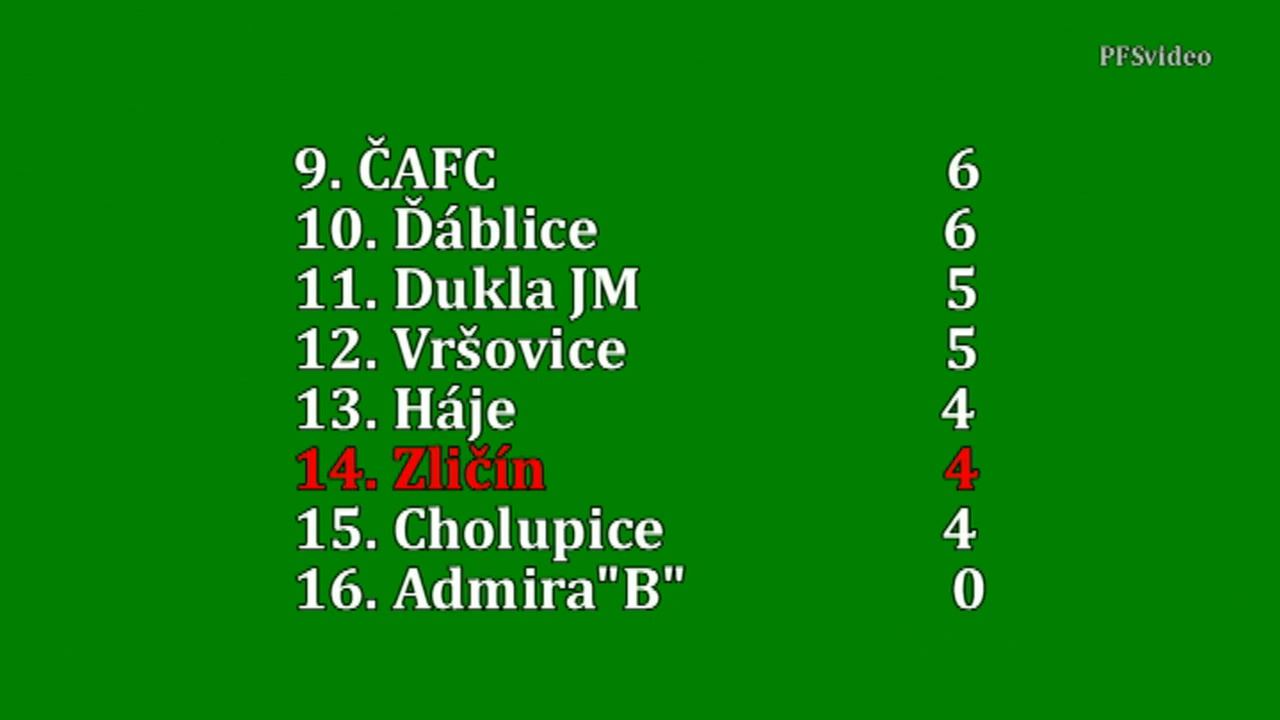 PFSvideo
9. ČAFC 6
10. Ďáblice 6
11. Dukla JM 5
12. Vršovice 5
13. Háje 4
14. Zličín 4
15. Cholupice 4
16. Admira"B" 0